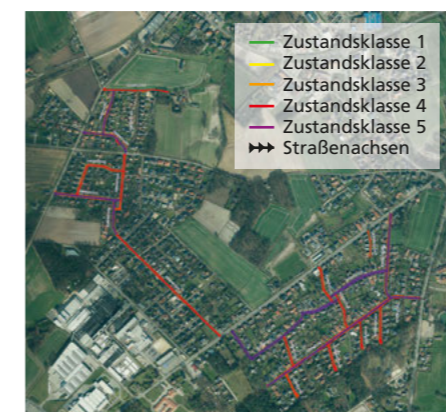 Zustandsklasse 1
Zustandsklasse 2
Zustandsklasse 3
Zustandsklasse 4
Zustandsklasse 5
Straßenachsen